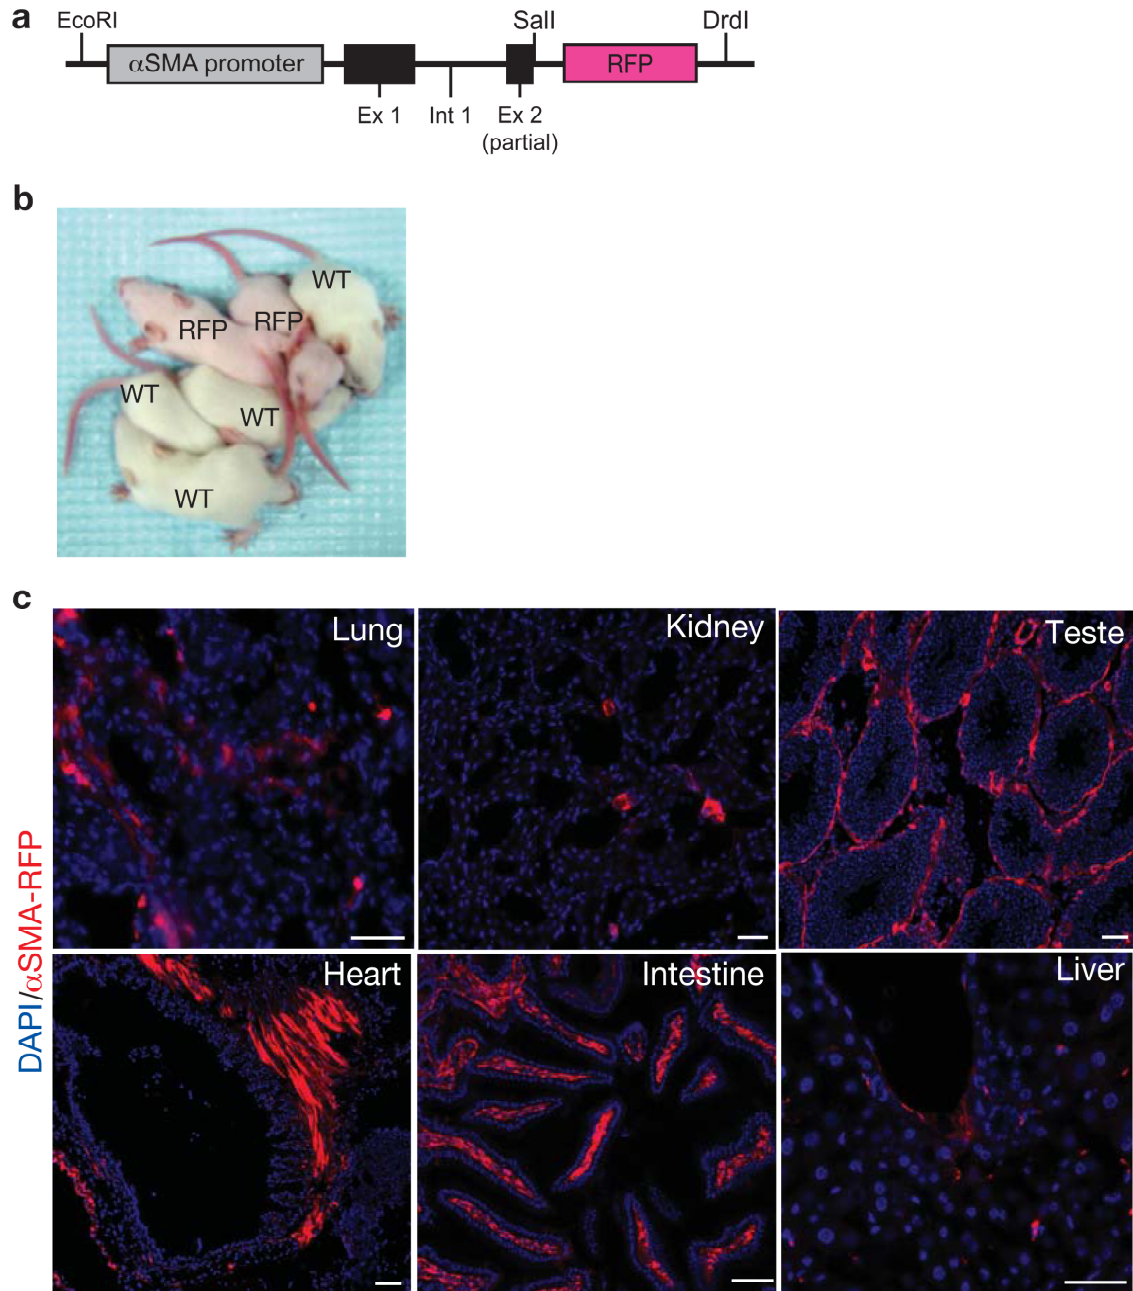 a
EcoRI
SalI
DrdI
αSMA promoter
RFP
Ex 1
Int 1
Ex 2
(partial)
b
WT
RFP
RFP
WT
WT
WT
c
DAPI/αSMA-RFP
Lung
Kidney
Teste
Heart
Intestine
Liver